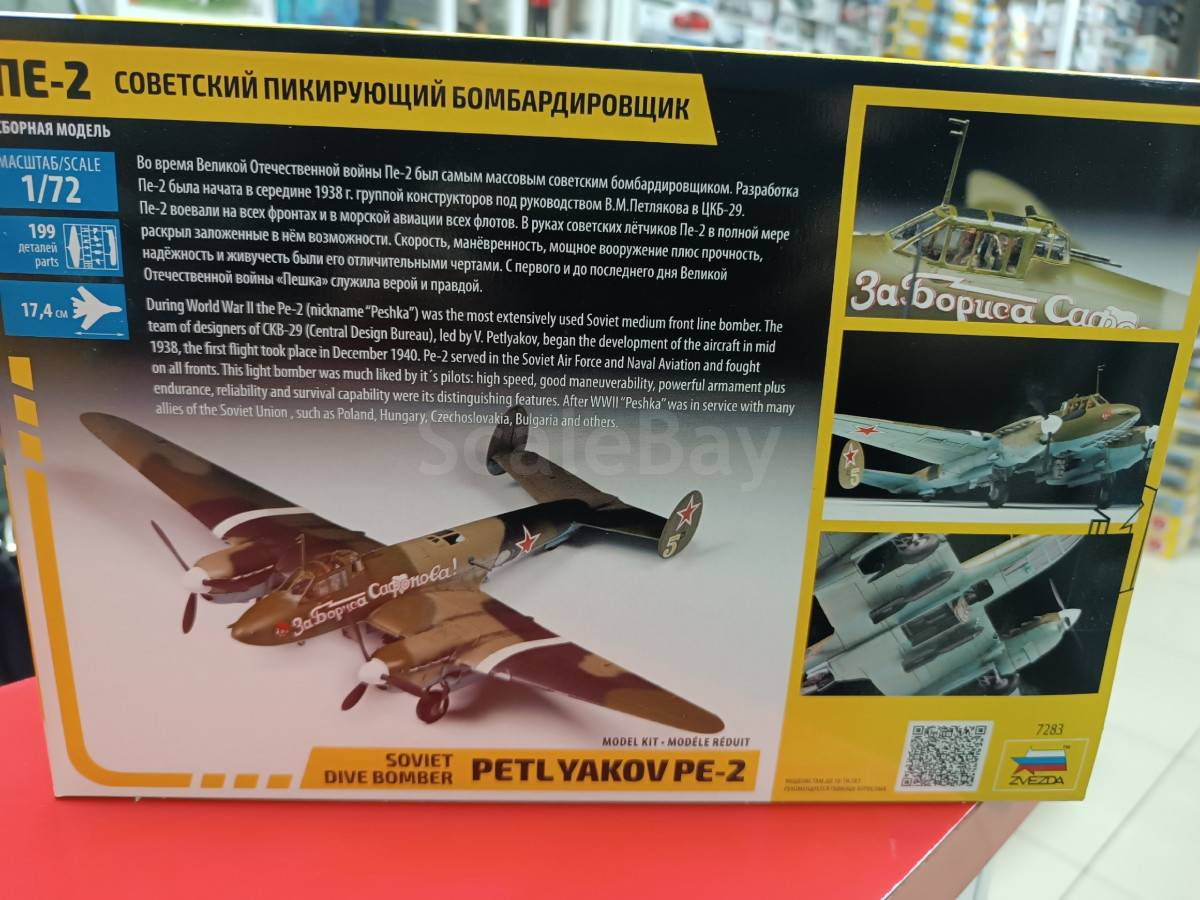 ПЕ-2 СОВЕТСКИЙ ПИКИРУЮЩИЙ БОМБАРДИРОВЩИК
СБОРНАЯ МОДЕЛЬ
МАСШТАБ/SCALE
1/72
199
деталей
parts
17,4 см
Во время Великой Отечественной войны Пе-2 был самым массовым советским бомбардировщиком. Разработка
Пе-2 была начата в середине 1938 г. группой конструкторов под руководством В.М.Петлякова в ЦКБ-29.
Пе-2 воевали на всех фронтах и в морской авиации всех флотов. В руках советских лётчиков Пе-2 в полной мере
раскрыл заложенные в нём возможности. Скорость, манёвренность, мощное вооружение плюс прочность,
надёжность и живучесть были его отличительными чертами. С первого и до последнего дня Великой
Отечественной войны «Пешка» служила верой и правдой.
During World War II the Pe-2 (nickname “Peshka”) was the most extensively used Soviet medium front line bomber. The
team of designers of CKB-29 (Central Design Bureau), led by V. Petlyakov, began the development of the aircraft in mid
1938, the first flight took place in December 1940. Pe-2 served in the Soviet Air Force and Naval Aviation and fought
on all fronts. This light bomber was much liked by it´s pilots: high speed, good maneuverability, powerful armament plus
endurance, reliability and survival capability were its distinguishing features. After WWII “Peshka” was in service with many
allies of the Soviet Union , such as Poland, Hungary, Czechoslovakia, Bulgaria and others.
ScaleBay
За Бориса Сафонова!
5
За Бориса Сафонов
5
MODEL KIT - MODÉLE RÉDUIT
SOVIET
DIVE BOMBER
PETLYAKOV PE-2
7283
ZVEZDA